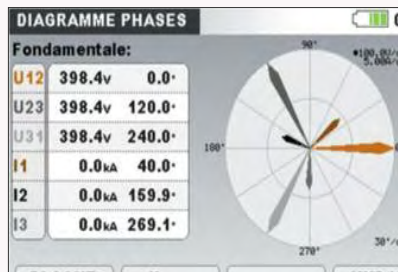 DIAGRAMME PHASES
Fondamentale:
U12 398.4v 0.0°
U23 398.4v 120.0°
U31 398.4v 240.0°
I1 0.0kA 40.0°
I2 0.0kA 159.9°
I3 0.0kA 269.1°
90°
180°
270°
30°/